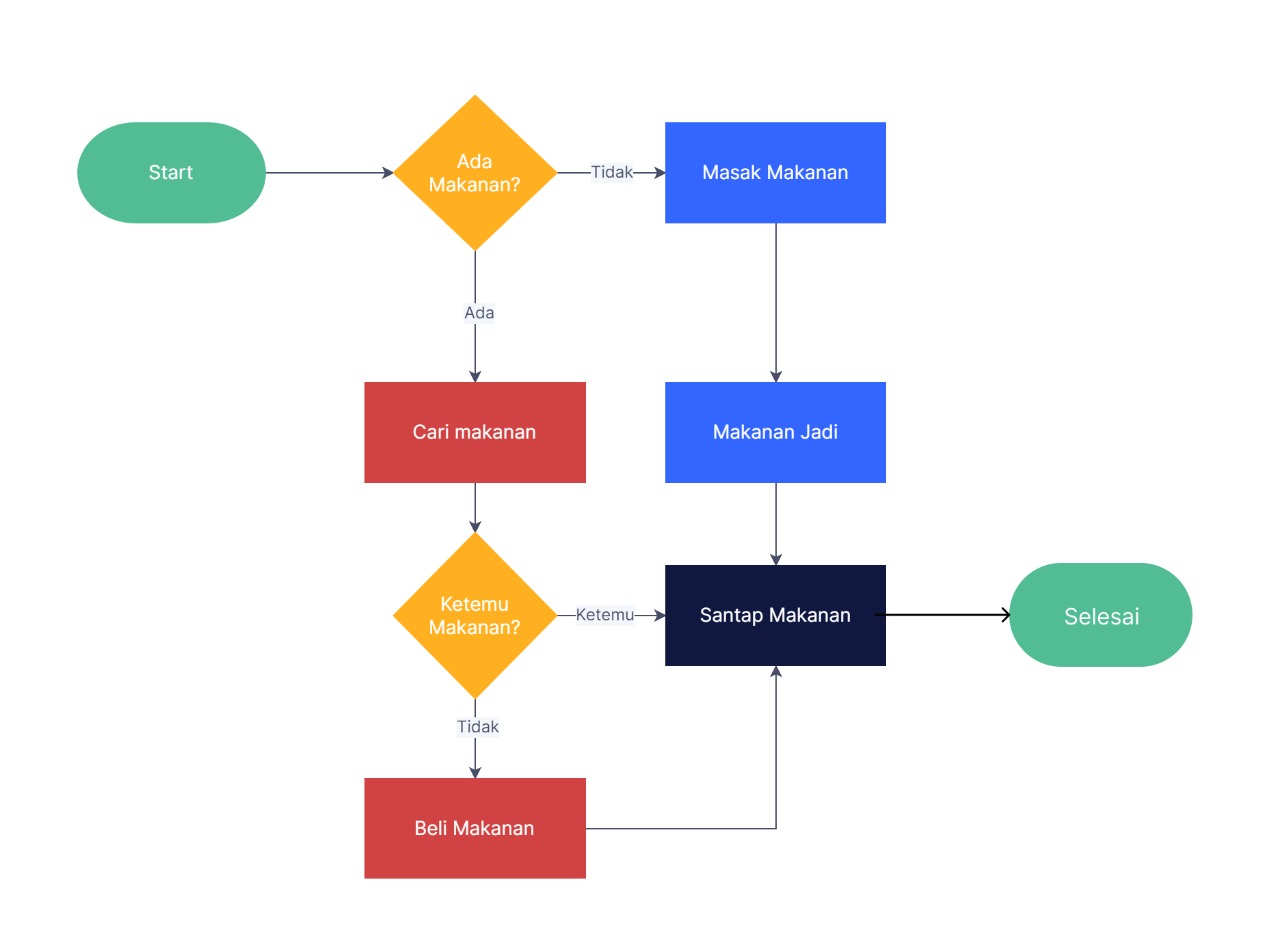 Start
Ada
Makanan?
Tidak
Masak Makanan
Ada
Cari makanan
Makanan Jadi
Ketemu
Makanan?
Ketemu
Santap Makanan
Selesai
Tidak
Beli Makanan